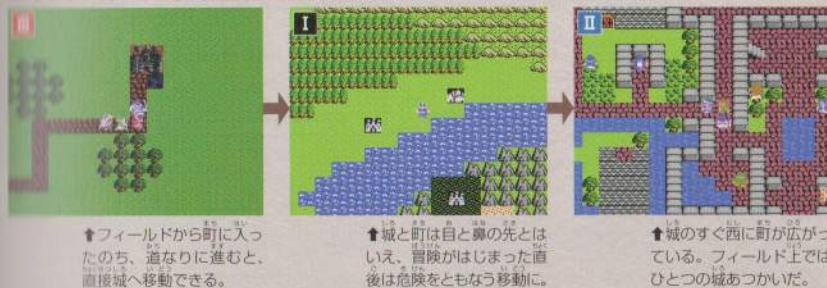 III
I
II
⬆フィールドから町に入っ
たのち、道なりに進むと、
直接城へ移動できる。
⬆城と町は目と鼻の先とは
いえ、冒険がはじまった直
後は危険をともなう移動に。
⬆城のすぐ西に町が広がっ
ている。フィールド上では
ひとつの城あつかいだ。